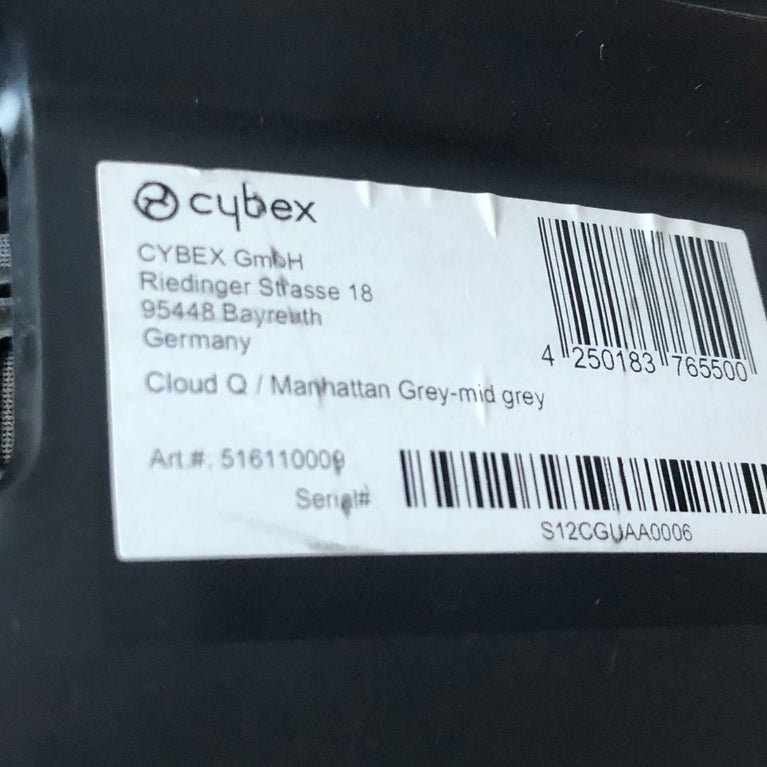 cybex
CYBEX GmbH
Riedinger Strasse 18
95448 Bayreuth
Germany
Cloud Q / Manhattan Grey-mid grey
4 250183 765500
Art.#: 516110009
Serial#
S12CGUAA0006